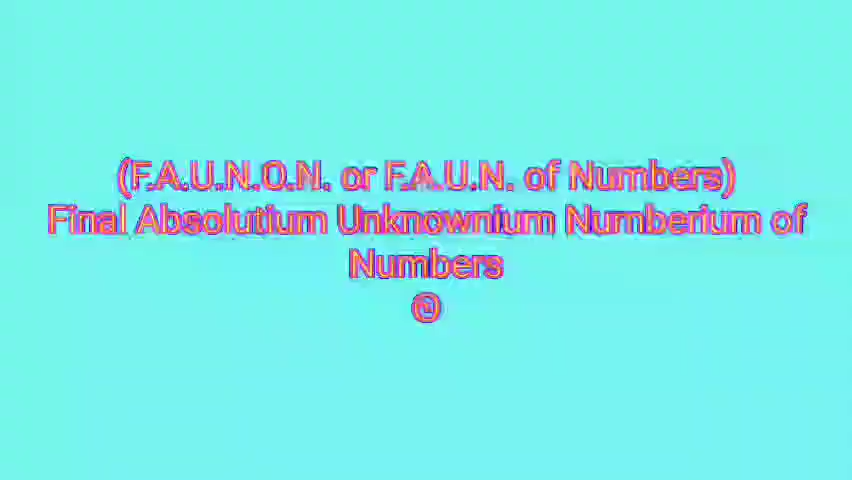 (F.A.U.N.O.N. or F.A.U.N. of Numbers)
Final Absolutium Unknownium Numberium of
Numbers